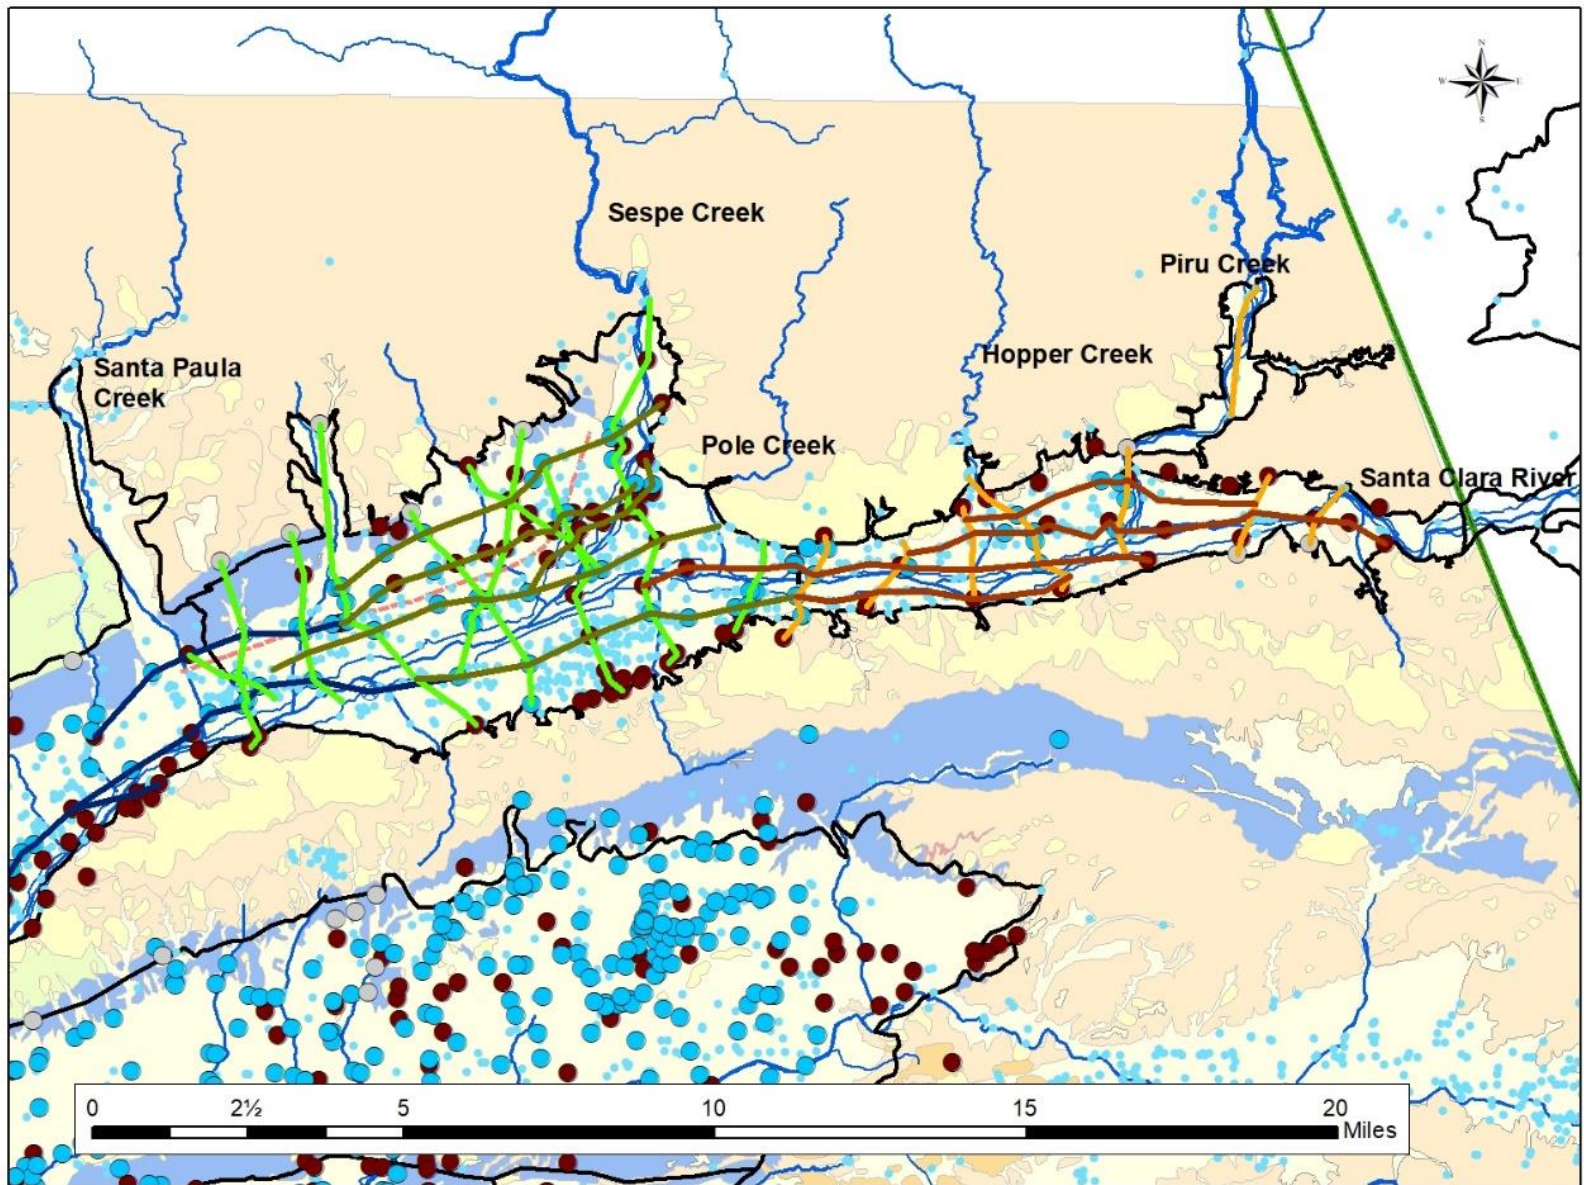 N
W E
S
Sespe Creek
Piru Creek
Santa Paula
Creek
Hopper Creek
Pole Creek
Santa Clara River
0 2½ 5 10 15 20
Miles